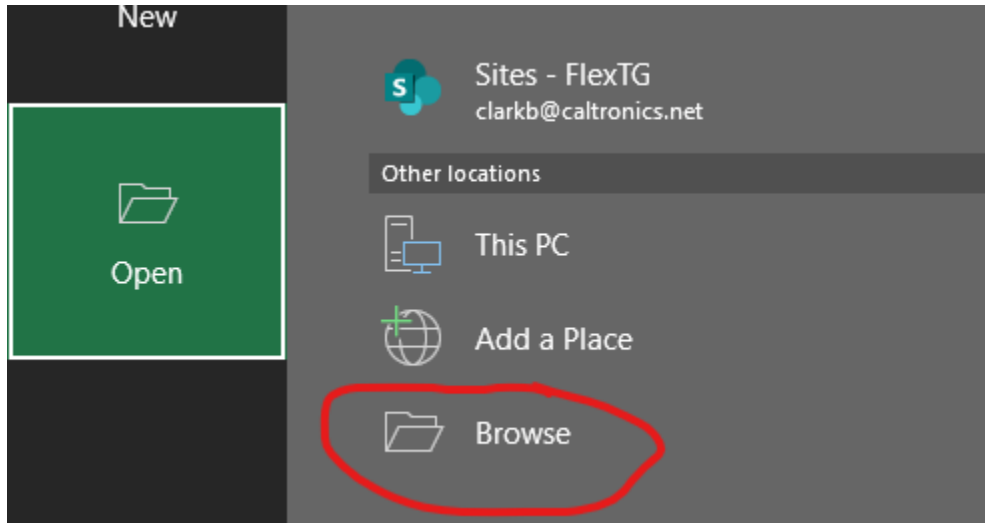 New
Open
S
Sites - FlexTG
clarkb@caltronics.net
Other locations
This PC
Add a Place
Browse